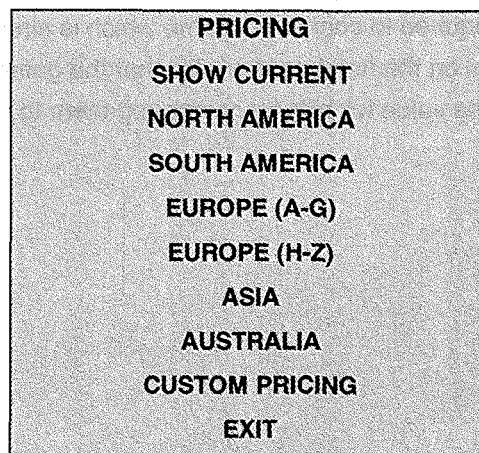 PRICING
SHOW CURRENT
NORTH AMERICA
SOUTH AMERICA
EUROPE (A-G)
EUROPE (H-Z)
ASIA
AUSTRALIA
CUSTOM PRICING
EXIT